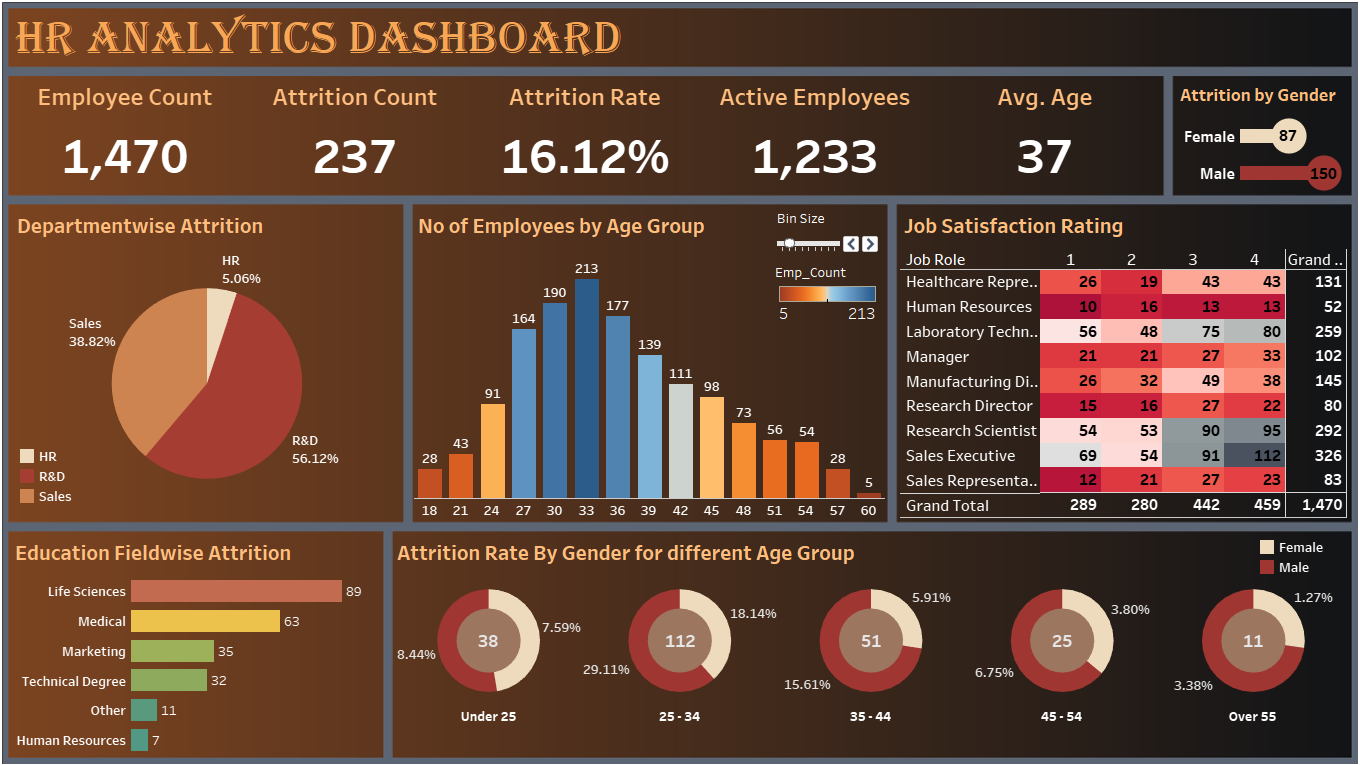 HR ANALYTICS DASHBOARD
Employee Count
Attrition Count
Attrition Rate
Active Employees
Avg. Age
1,470
237
16.12%
1,233
37
Attrition by Gender
Female 87
Male 150
Departmentwise Attrition
HR
5.06%
Sales
38.82%
R&D
56.12%
HR
R&D
Sales
No of Employees by Age Group
Bin Size
Emp_Count
5 213
28 43 91 164 190 213 177 139 111 98 73 56 54 28 5
18 21 24 27 30 33 36 39 42 45 48 51 54 57 60
Job Satisfaction Rating
Job Role 1 2 3 4 Grand ..
Healthcare Repre.. 26 19 43 43 131
Human Resources 10 16 13 13 52
Laboratory Techn.. 56 48 75 80 259
Manager 21 21 27 33 102
Manufacturing Di.. 26 32 49 38 145
Research Director 15 16 27 22 80
Research Scientist 54 53 90 95 292
Sales Executive 69 54 91 112 326
Sales Representa.. 12 21 27 23 83
Grand Total 289 280 442 459 1,470
Education Fieldwise Attrition
Life Sciences 89
Medical 63
Marketing 35
Technical Degree 32
Other 11
Human Resources 7
Attrition Rate By Gender for different Age Group
Female
Male
8.44% 38 7.59%
Under 25
29.11% 112 18.14%
25 - 34
15.61% 51 5.91%
35 - 44
6.75% 25 3.80%
45 - 54
3.38% 11 1.27%
Over 55